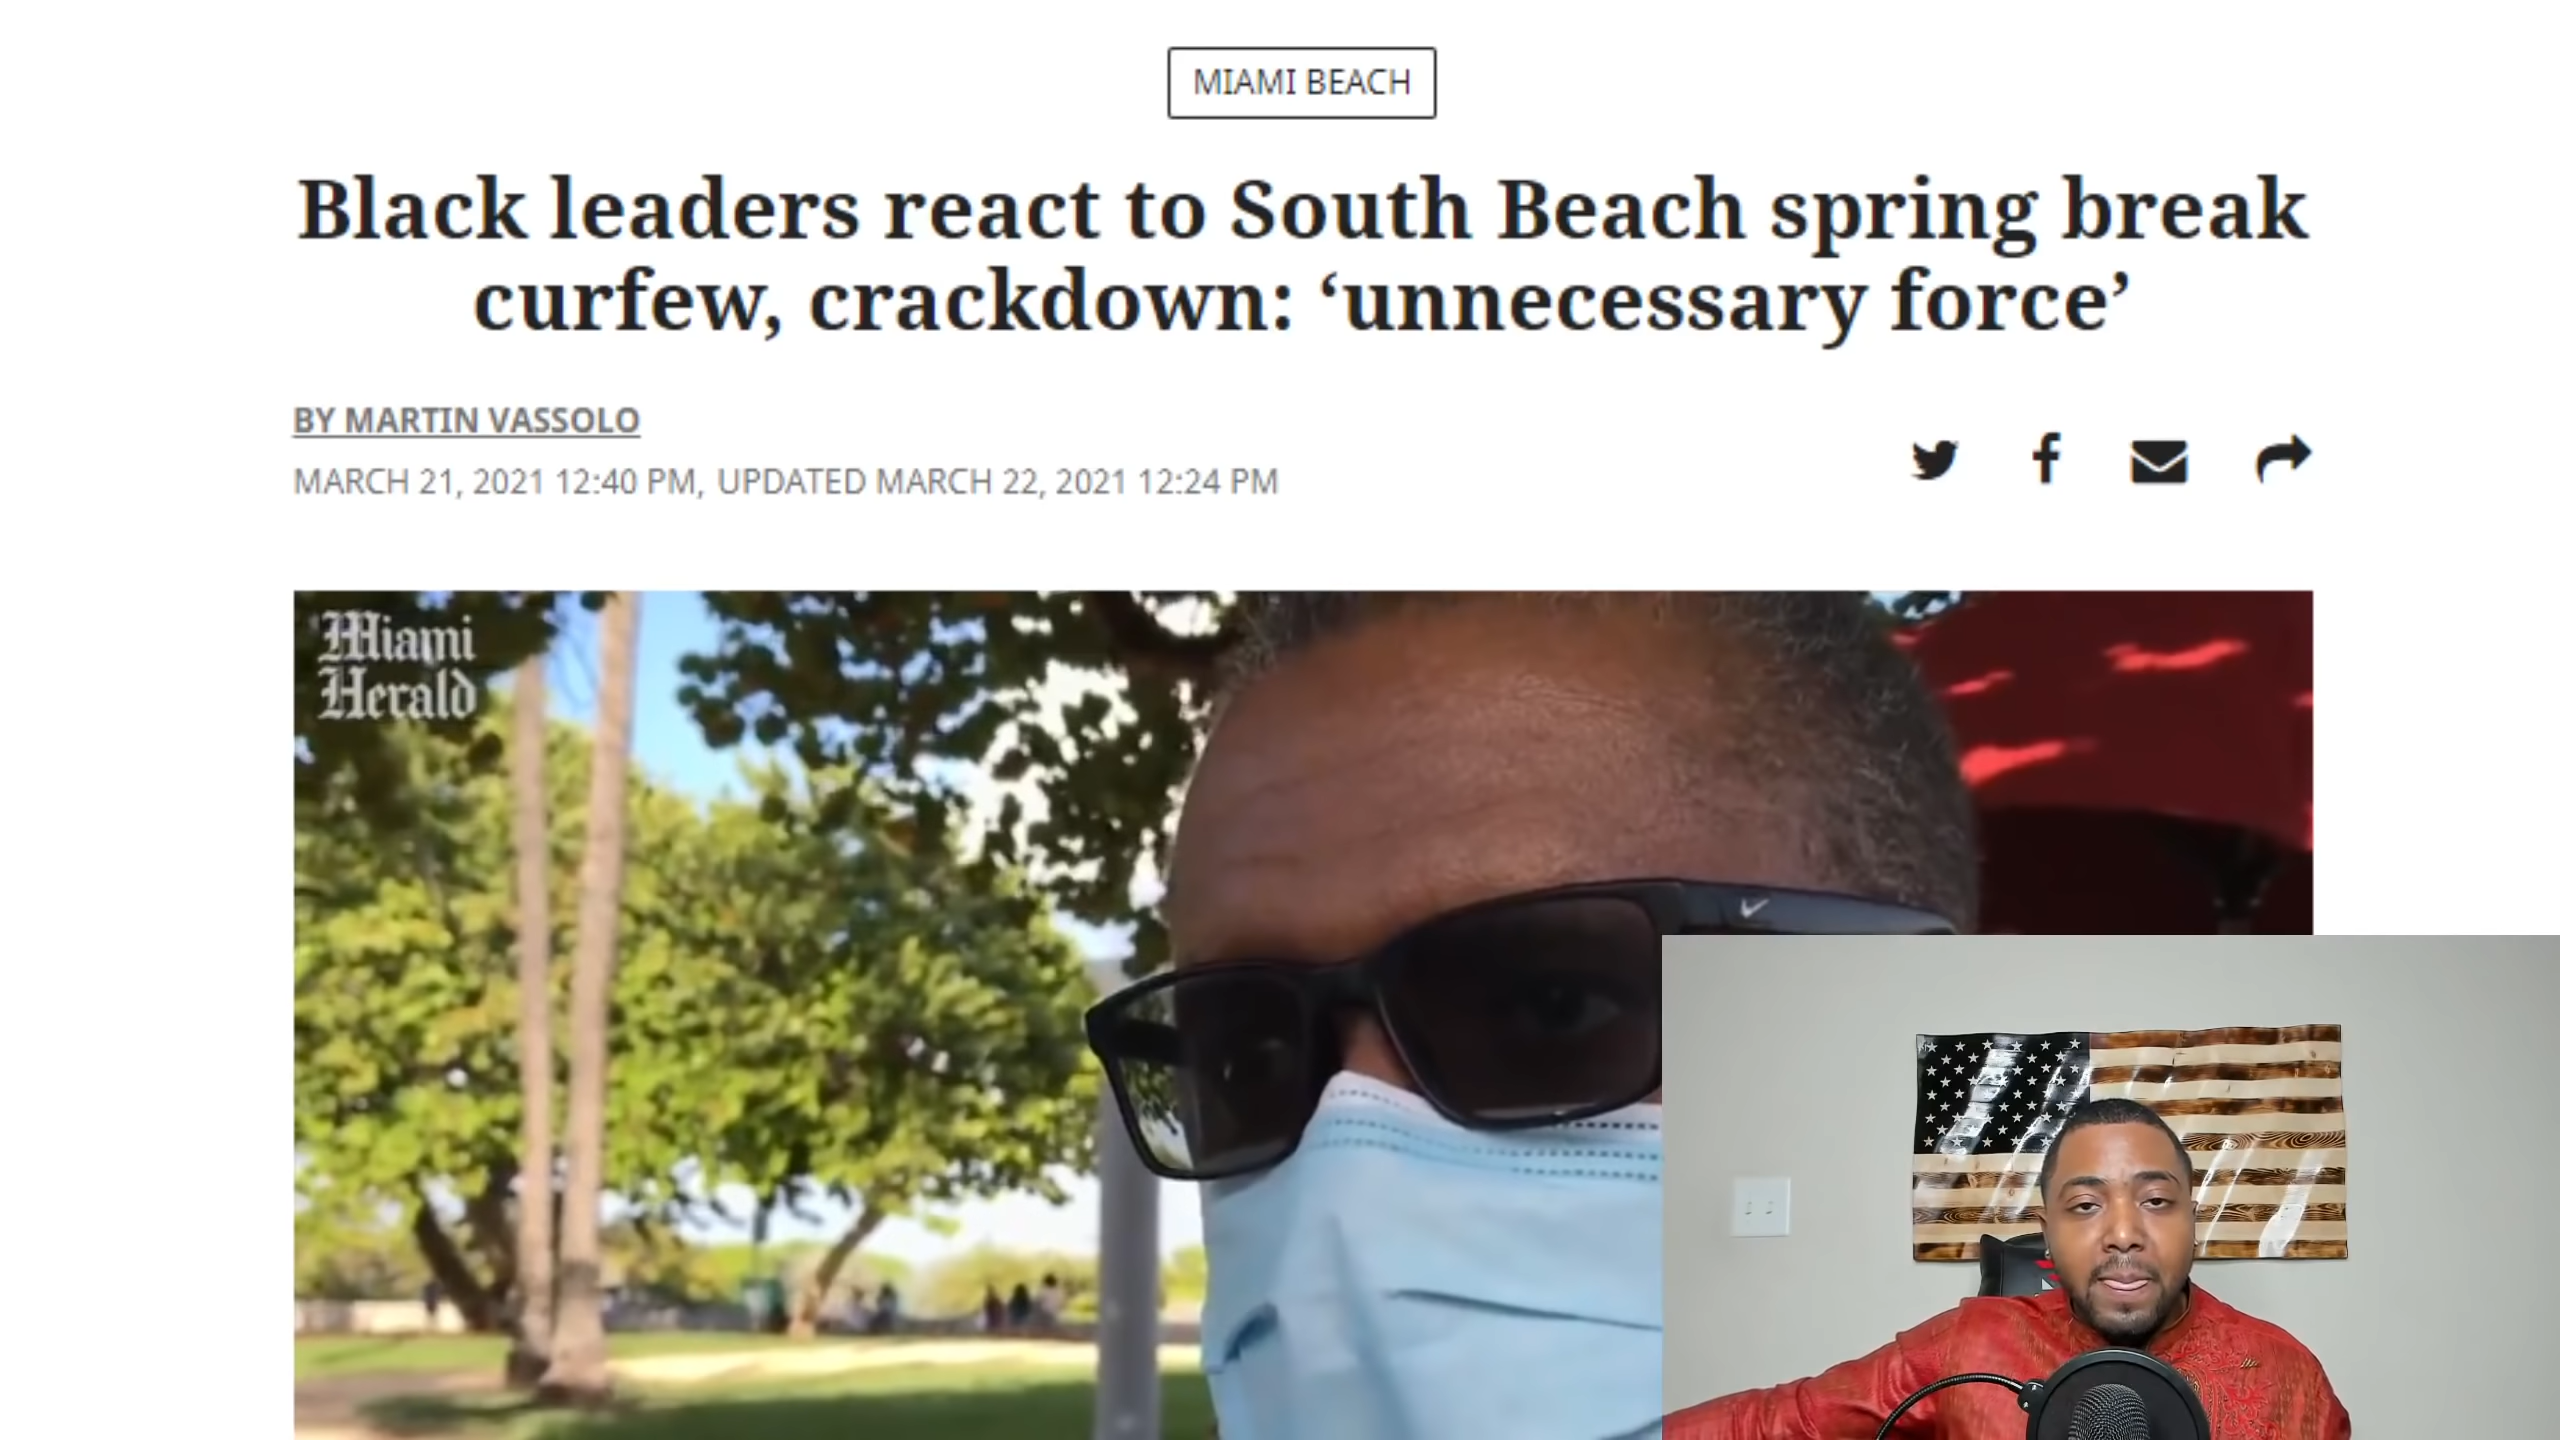 MIAMI BEACH
Black leaders react to South Beach spring break
curfew, crackdown: ‘unnecessary force’
BY MARTIN VASSOLO
MARCH 21, 2021 12:40 PM, UPDATED MARCH 22, 2021 12:24 PM
Miami
Herald